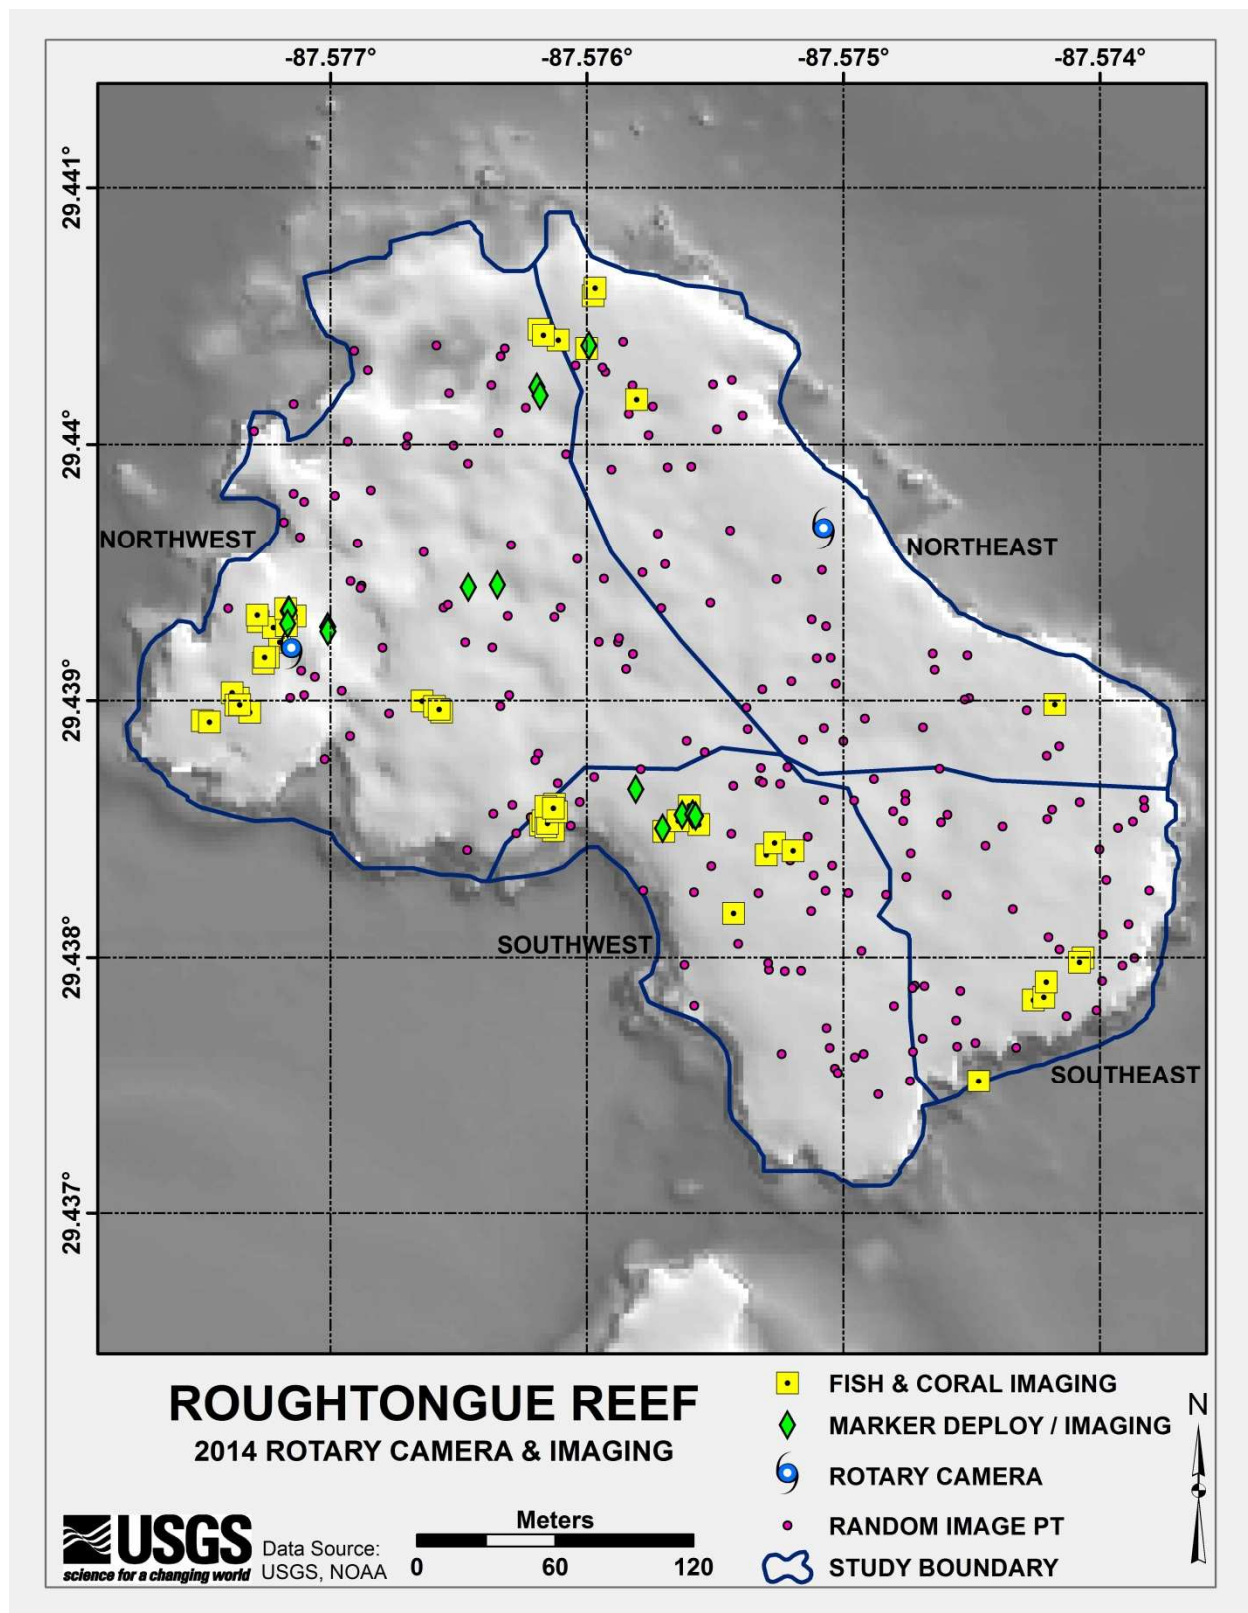 -87.577° -87.576° -87.575° -87.574°
29.441°
29.44°
NORTHWEST
NORTHEAST
29.439°
SOUTHWEST
29.438°
SOUTHEAST
29.437°
ROUGHTONGUE REEF
2014 ROTARY CAMERA & IMAGING
FISH & CORAL IMAGING
MARKER DEPLOY / IMAGING
ROTARY CAMERA
RANDOM IMAGE PT
STUDY BOUNDARY
N
USGS
science for a changing world
Data Source:
USGS, NOAA
Meters
0 60 120